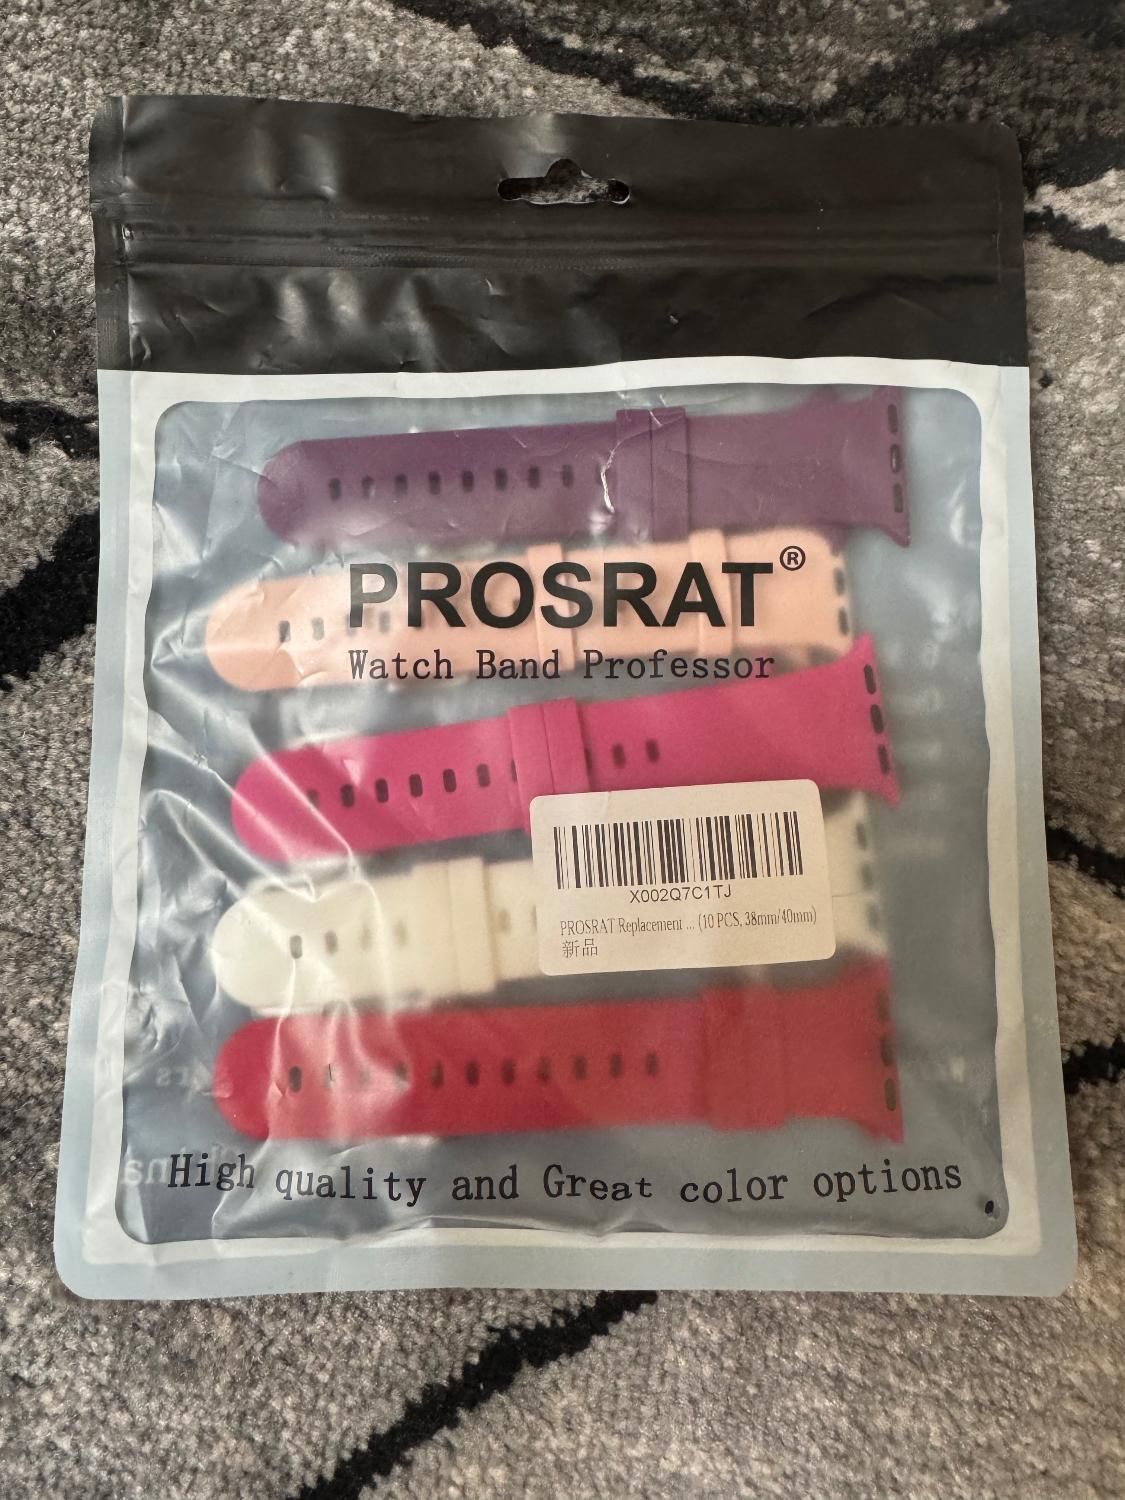 PROSRAT®
Watch Band Professor
X002Q7C1TJ
PROSRAT Replacement ... (10 PCS, 38mm/40mm)
新品
High quality and Great color options